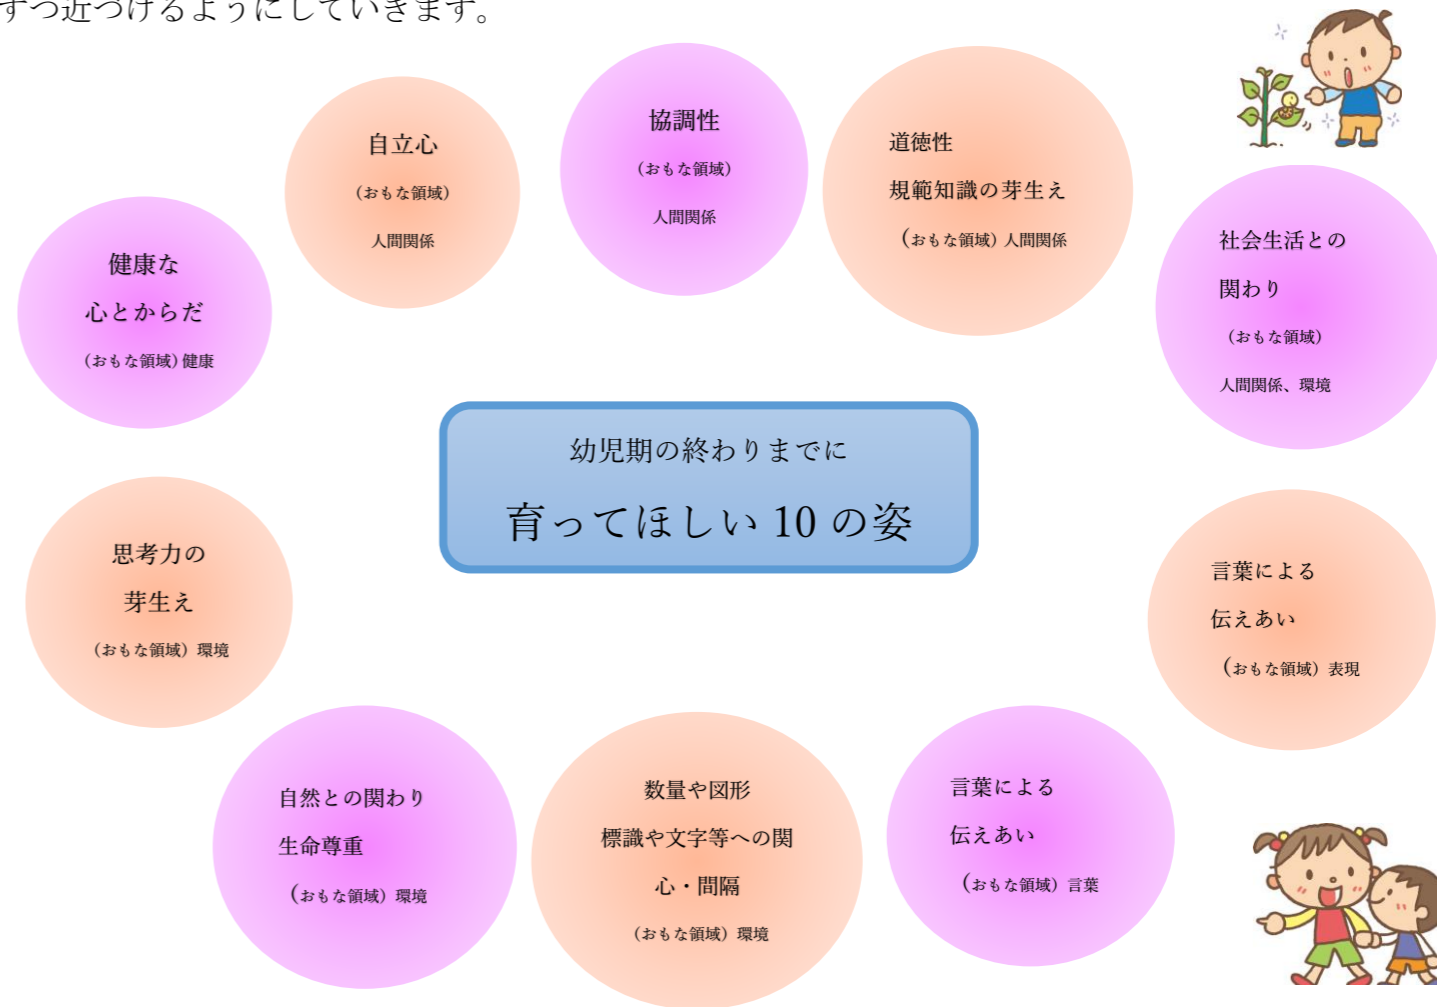 ずつ近づけるようにしていきます。
自立心
(おもな領域)
人間関係
協調性
(おもな領域)
人間関係
道徳性
規範知識の芽生え
(おもな領域)人間関係
社会生活との
関わり
(おもな領域)
人間関係、環境
健康な
心とからだ
(おもな領域)健康
幼児期の終わりまでに
育ってほしい 10 の姿
思考力の
芽生え
(おもな領域)環境
言葉による
伝えあい
(おもな領域)表現
自然との関わり
生命尊重
(おもな領域)環境
数量や図形
標識や文字等への関
心・間隔
(おもな領域)環境
言葉による
伝えあい
(おもな領域)言葉